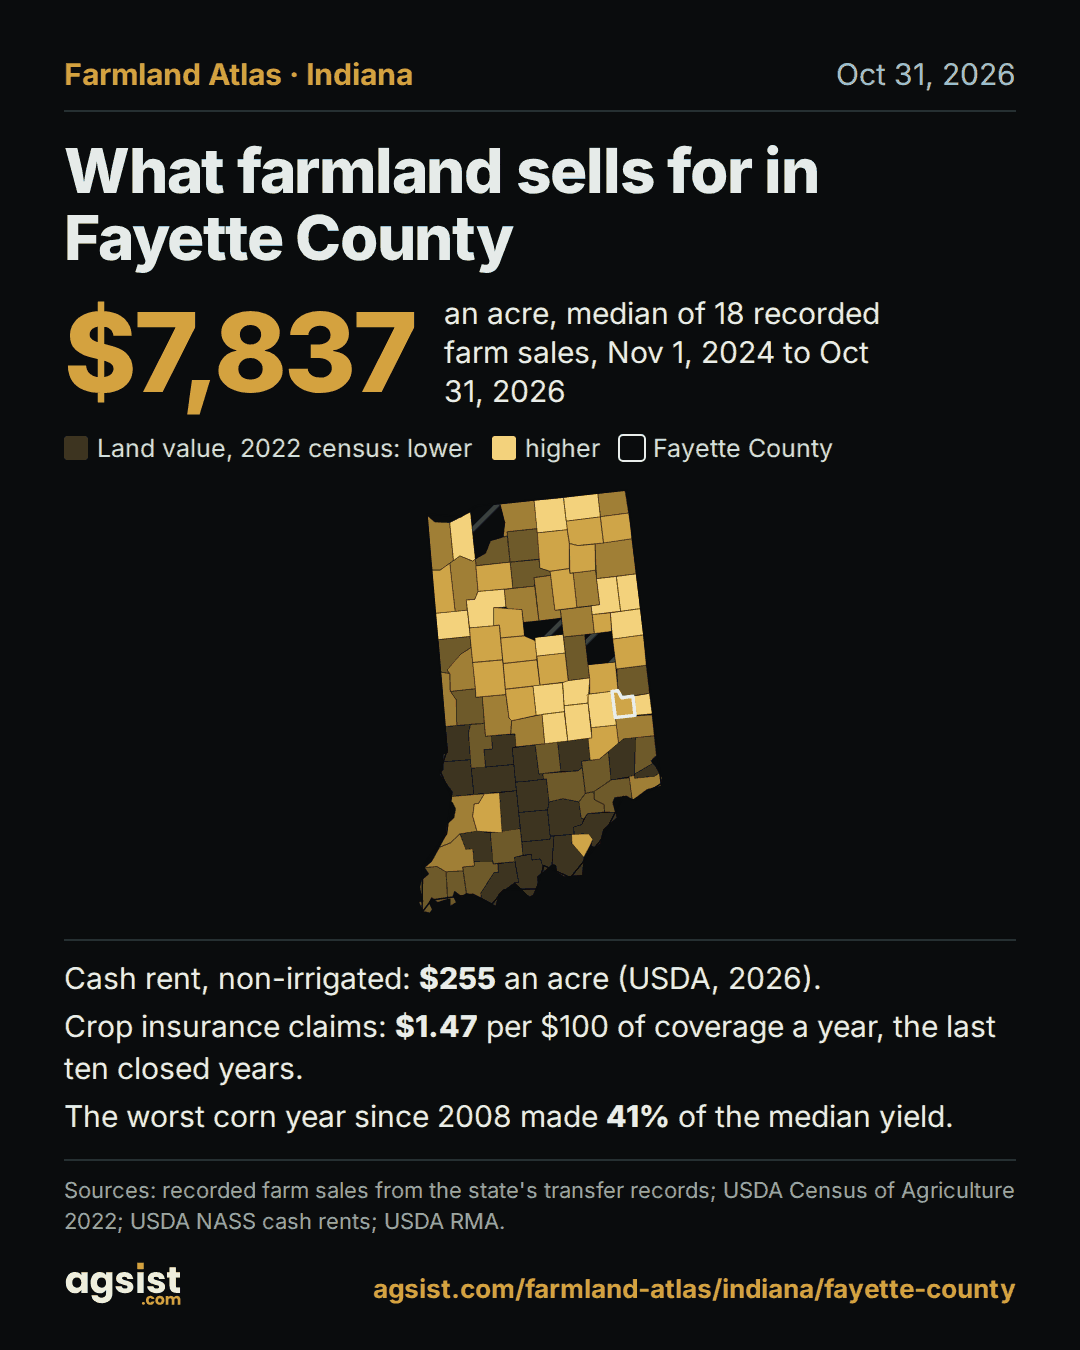 Farmland Atlas · Indiana
Oct 31, 2026
What farmland sells for in
Fayette County
$7,837
an acre, median of 18 recorded
farm sales, Nov 1, 2024 to Oct
31, 2026
Land value, 2022 census: lower
higher
Fayette County
Cash rent, non-irrigated: $255 an acre (USDA, 2026).
Crop insurance claims: $1.47 per $100 of coverage a year, the last
ten closed years.
The worst corn year since 2008 made 41% of the median yield.
Sources: recorded farm sales from the state's transfer records; USDA Census of Agriculture
2022; USDA NASS cash rents; USDA RMA.
agsist
.com
agsist.com/farmland-atlas/indiana/fayette-county